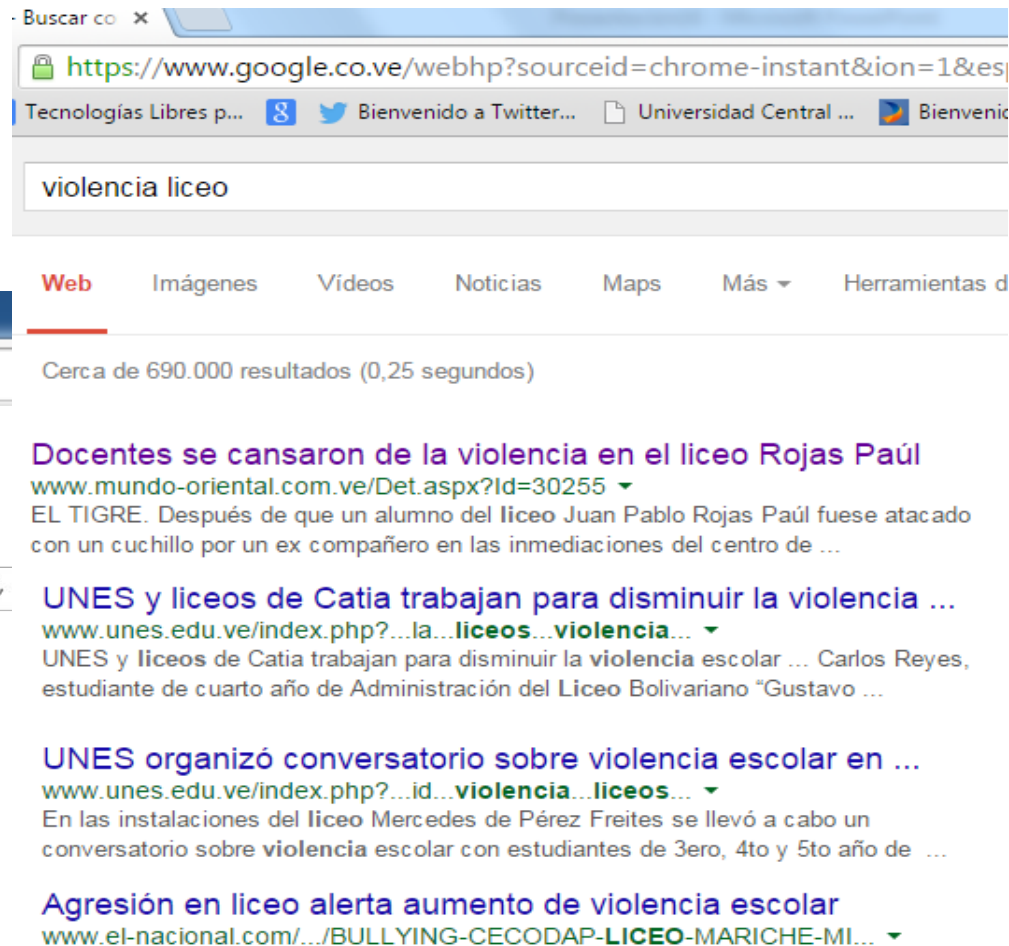 - Buscar co
https://www.google.co.ve/webhp?sourceid=chrome-instant&ion=1&es
Tecnologías Libres p... 8 Bienvenido a Twitter... Universidad Central ... Bienvenid
violencia liceo
Web Imágenes Vídeos Noticias Maps Más Herramientas d
Cerca de 690.000 resultados (0,25 segundos)
Docentes se cansaron de la violencia en el liceo Rojas Paúl
www.mundo-oriental.com.ve/Det.aspx?Id=30255
EL TIGRE. Después de que un alumno del liceo Juan Pablo Rojas Paúl fuese atacado
con un cuchillo por un ex compañero en las inmediaciones del centro de ...
UNES y liceos de Catia trabajan para disminuir la violencia ...
www.unes.edu.ve/index.php?...la...liceos...violencia...
UNES y liceos de Catia trabajan para disminuir la violencia escolar ... Carlos Reyes,
estudiante de cuarto año de Administración del Liceo Bolivariano “Gustavo ...
UNES organizó conversatorio sobre violencia escolar en ...
www.unes.edu.ve/index.php?...id...violencia...liceos...
En las instalaciones del liceo Mercedes de Pérez Freites se llevó a cabo un
conversatorio sobre violencia escolar con estudiantes de 3ero, 4to y 5to año de ...
Agresión en liceo alerta aumento de violencia escolar
www.el-nacional.com/.../BULLYING-CECODAP-LICEO-MARICHE-MI...